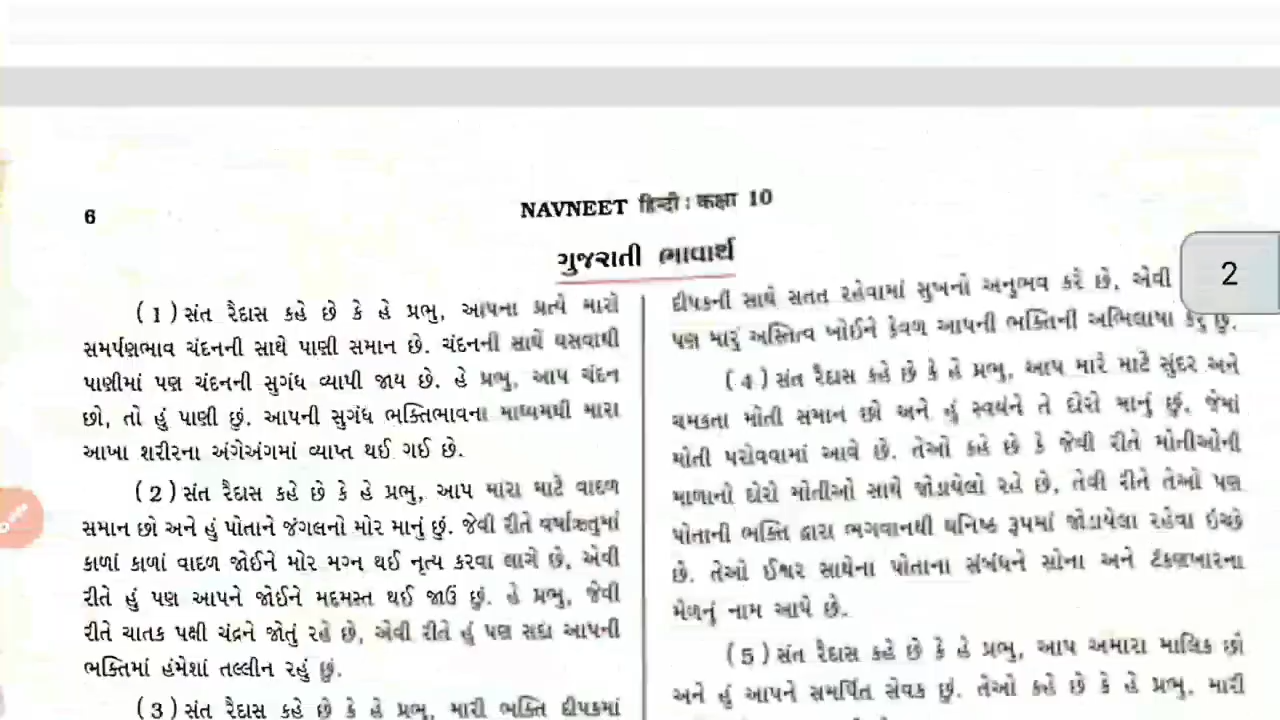 6
NAVNEET हिन्दी : कक्षा 10
ગુજરાતી ભાવાર્થ
2
(1) સંત રૈદાસ કહે છે કે હે પ્રભુ, આપના પ્રત્યે મારો
સમર્પણભાવ ચંદનની સાથે પાણી સમાન છે. ચંદનની સાથે ઘસવાથી
પાણીમાં પણ ચંદનની સુગંધ વ્યાપી જાય છે. હે પ્રભુ, આપ ચંદન
છો, તો હું પાણી છું. આપની સુગંધ ભક્તિભાવના માધ્યમથી મારા
આખા શરીરના અંગેઅંગમાં વ્યાપ્ત થઈ ગઈ છે.
(2) સંત રૈદાસ કહે છે કે હે પ્રભુ, આપ મારા માટે વાદળ
સમાન છો અને હું પોતાને જંગલનો મોર માનું છું. જેવી રીતે વર્ષાઋતુમાં
કાળાં કાળાં વાદળ જોઈને મોર મગ્ન થઈ નૃત્ય કરવા લાગે છે, એવી
રીતે હું પણ આપને જોઈને મદમસ્ત થઈ જાઉં છું. હે પ્રભુ, જેવી
રીતે ચાતક પક્ષી ચંદ્રને જોતું રહે છે, એવી રીતે હું પણ સદા આપની
ભક્તિમાં હંમેશાં તલ્લીન રહું છું.
(3) સંત રૈદાસ કહે છે કે હે પ્રભુ, મારી ભક્તિ દીપકમાં
દીપકની સાથે સતત રહેવામાં સુખનો અનુભવ કરે છે, એવી
પણ મારું અસ્તિત્વ ખોઈને કેવળ આપની ભક્તિની અભિલાષા કરું છું.
(4) સંત રૈદાસ કહે છે કે હે પ્રભુ, આપ મારે માટે સુંદર અને
ચમકતા મોતી સમાન છો અને હું સ્વયંને તે દોરો માનું છું, જેમાં
મોતી પરોવવામાં આવે છે. તેઓ કહે છે કે જેવી રીતે મોતીઓની
માળાનો દોરો મોતીઓ સાથે જોડાયેલો રહે છે, તેવી રીતે તેઓ પણ
પોતાની ભક્તિ દ્વારા ભગવાનથી ઘનિષ્ઠ રૂપમાં જોડાયેલા રહેવા ઇચ્છે
છે. તેઓ ઈશ્વર સાથેના પોતાના સંબંધને સોના અને ટંકણખારના
મેળનું નામ આપે છે.
(5) સંત રૈદાસ કહે છે કે હે પ્રભુ, આપ અમારા માલિક છો
અને હું આપને સમર્પિત સેવક છું. તેઓ કહે છે કે હે પ્રભુ, મારી